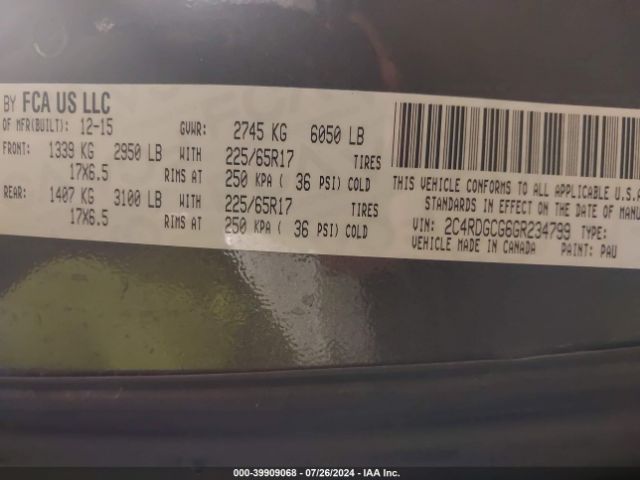 BY FCA US LLC
OF MFR(BUILT): 12-15 GVWR: 2745 KG 6050 LB
FRONT: 1339 KG 2950 LB WITH 225/65R17 TIRES
17X6.5 RIMS AT 250 KPA ( 36 PSI) COLD
REAR: 1407 KG 3100 LB WITH 225/65R17 TIRES
17X6.5 RIMS AT 250 KPA ( 36 PSI) COLD
THIS VEHICLE CONFORMS TO ALL APPLICABLE U.S.A.
STANDARDS IN EFFECT ON THE DATE OF MANU
VIN: 2C4RDGCG6GR234799 TYPE:
VEHICLE MADE IN CANADA PAINT: PAU
000-39909068 - 07/26/2024 - IAA Inc.